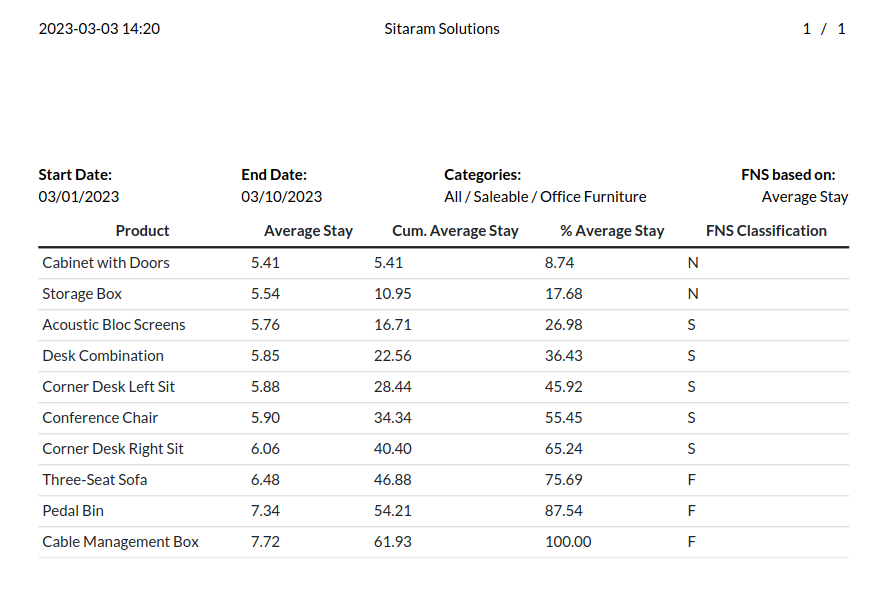 2023-03-03 14:20 Sitaram Solutions 1 / 1
Start Date: End Date: Categories: FNS based on:
03/01/2023 03/10/2023 All / Saleable / Office Furniture Average Stay
Product Average Stay Cum. Average Stay % Average Stay FNS Classification
Cabinet with Doors 5.41 5.41 8.74 N
Storage Box 5.54 10.95 17.68 N
Acoustic Bloc Screens 5.76 16.71 26.98 S
Desk Combination 5.85 22.56 36.43 S
Corner Desk Left Sit 5.88 28.44 45.92 S
Conference Chair 5.90 34.34 55.45 S
Corner Desk Right Sit 6.06 40.40 65.24 S
Three-Seat Sofa 6.48 46.88 75.69 F
Pedal Bin 7.34 54.21 87.54 F
Cable Management Box 7.72 61.93 100.00 F